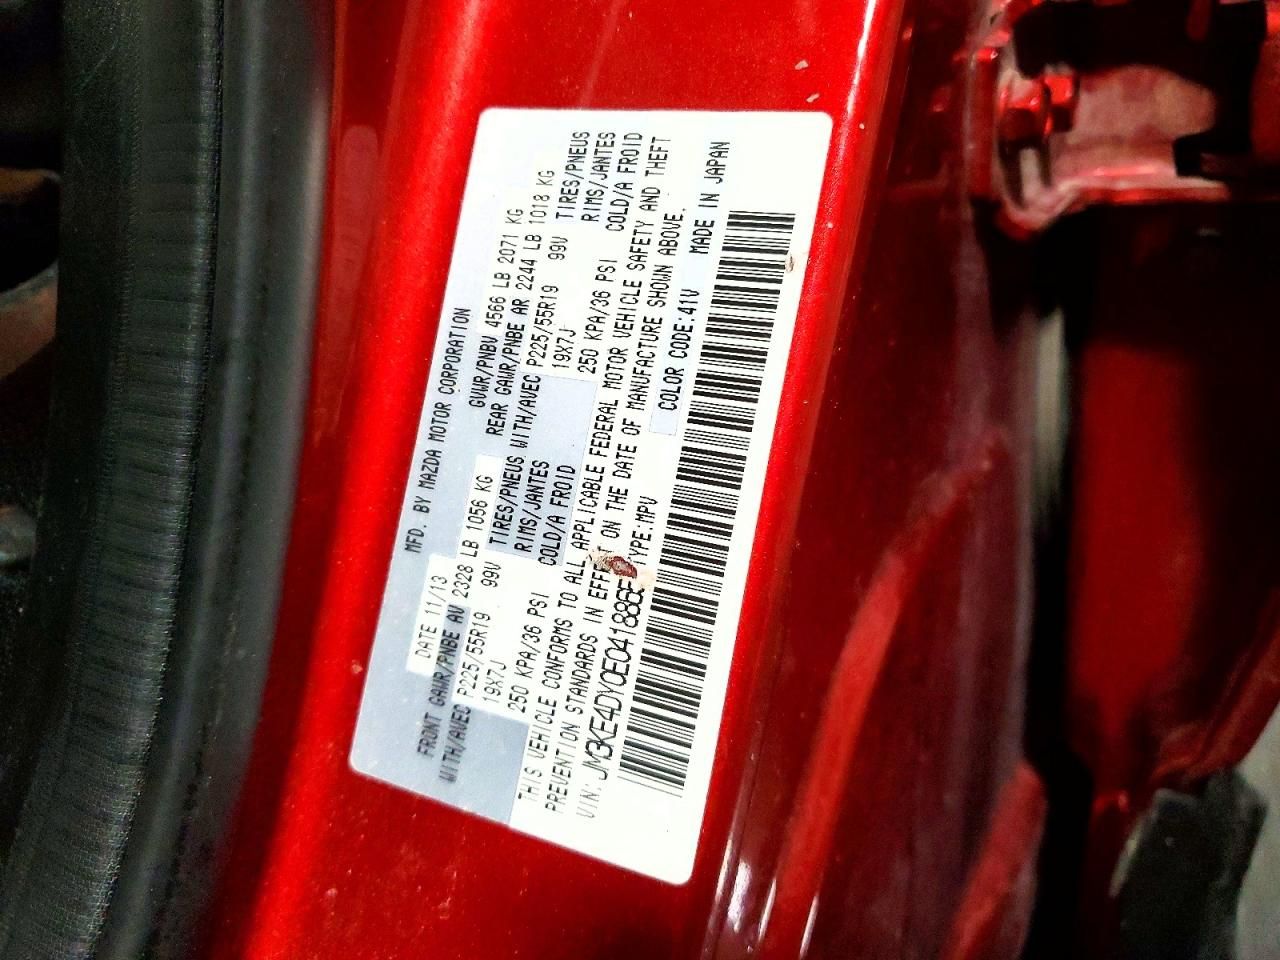 MFD. BY MAZDA MOTOR CORPORATION
DATE 11/13 GVWR/PNBV 4566 LB 2071 KG
FRONT GAWR/PNBE AV 2328 LB 1056 KG REAR GAWR/PNBE AR 2244 LB 1018 KG
WITH/AVEC P225/55R19 99V TIRES/PNEUS WITH/AVEC P225/55R19 99V TIRES/PNEUS
19X7J RIMS/JANTES 19X7J RIMS/JANTES
250 KPA/36 PSI COLD/A FROID 250 KPA/36 PSI COLD/A FROID
THIS VEHICLE CONFORMS TO ALL APPLICABLE FEDERAL MOTOR VEHICLE SAFETY AND THEFT
PREVENTION STANDARDS IN EFFECT ON THE DATE OF MANUFACTURE SHOWN ABOVE.
VIN: JM3KE4DY0E0418865 TYPE:MPV COLOR CODE:41V MADE IN JAPAN